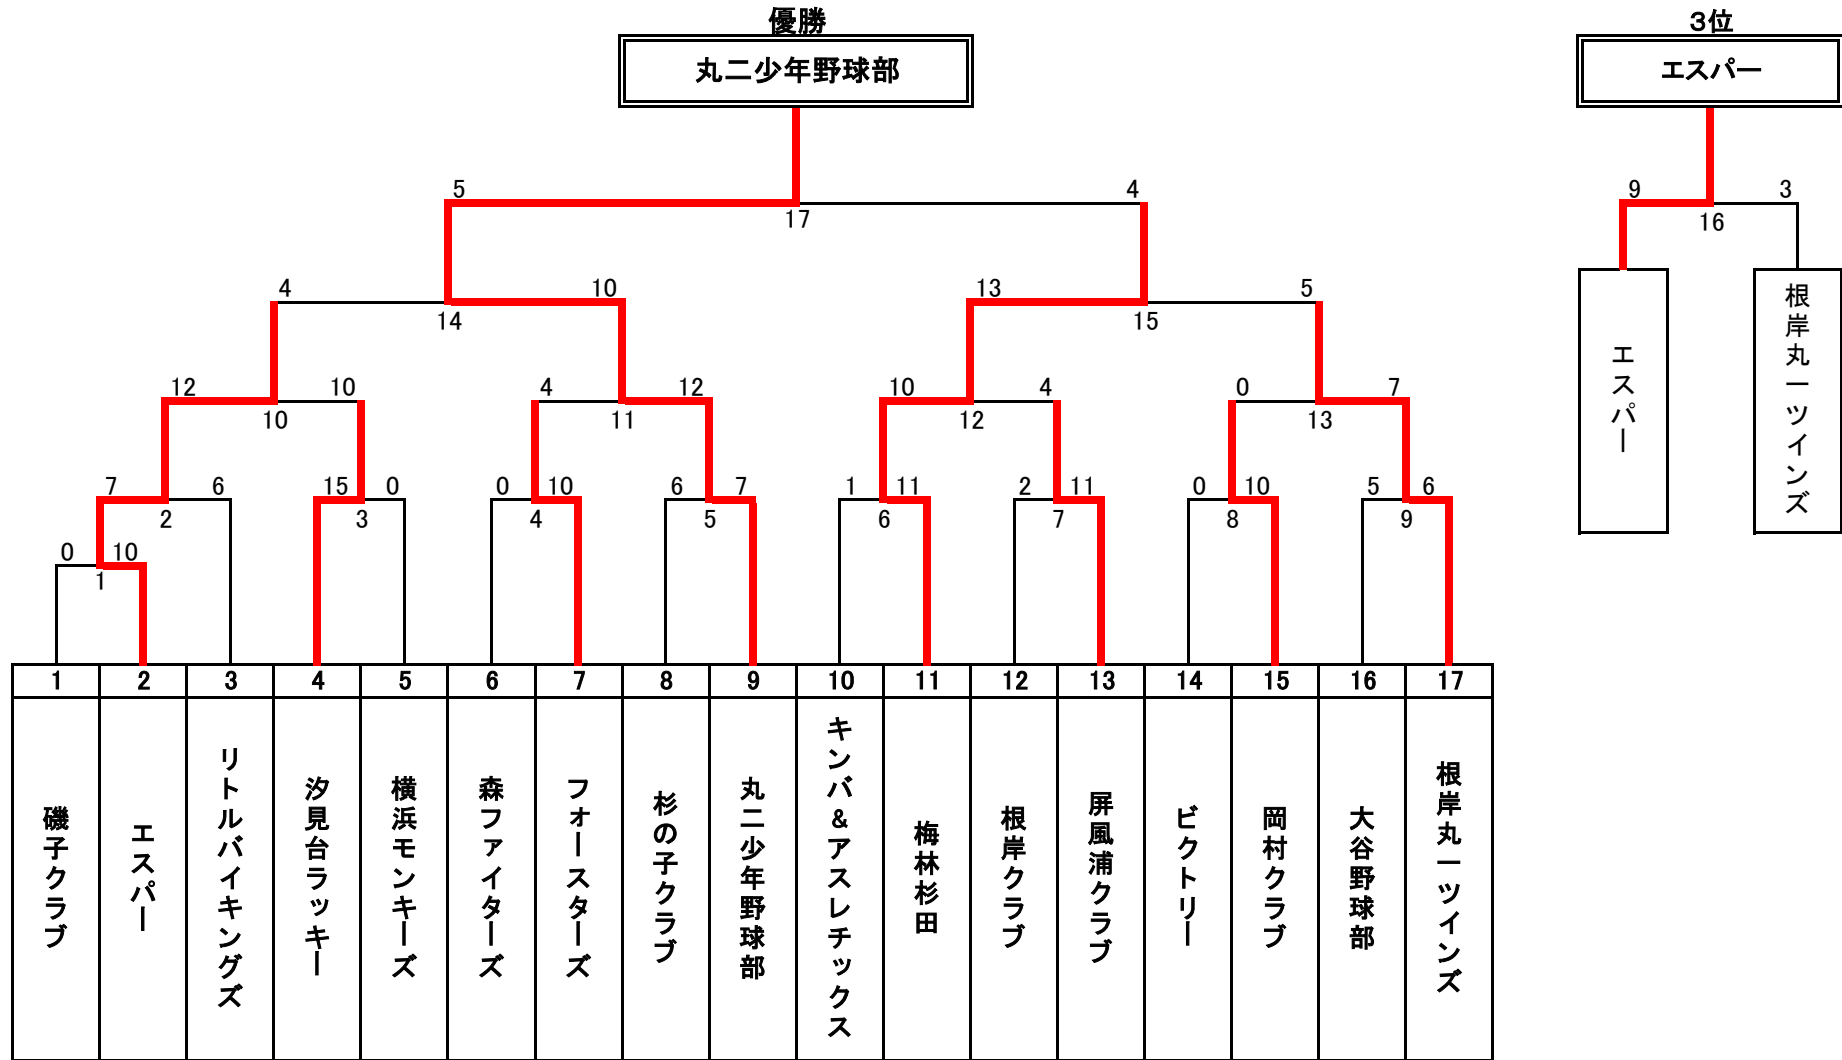 優勝
3位
丸二少年野球部
エスパー
5
4
9
3
17
16
4
10
13
5
14
15
エスパー
根岸丸一ツインズ
12
10
4
12
10
4
0
7
10
11
12
13
7
6
15
0
0
10
6
7
1
11
2
11
0
10
5
6
2
3
4
5
6
7
8
9
0
10
1
1
2
3
4
5
6
7
8
9
10
11
12
13
14
15
16
17
磯子クラブ
エスパー
リトルバイキングズ
汐見台ラッキー
横浜モンキーズ
森ファイターズ
フォースターズ
杉の子クラブ
丸二少年野球部
キンバ&アスレチックス
梅林杉田
根岸クラブ
屏風浦クラブ
ビクトリー
岡村クラブ
大谷野球部
根岸丸一ツインズ